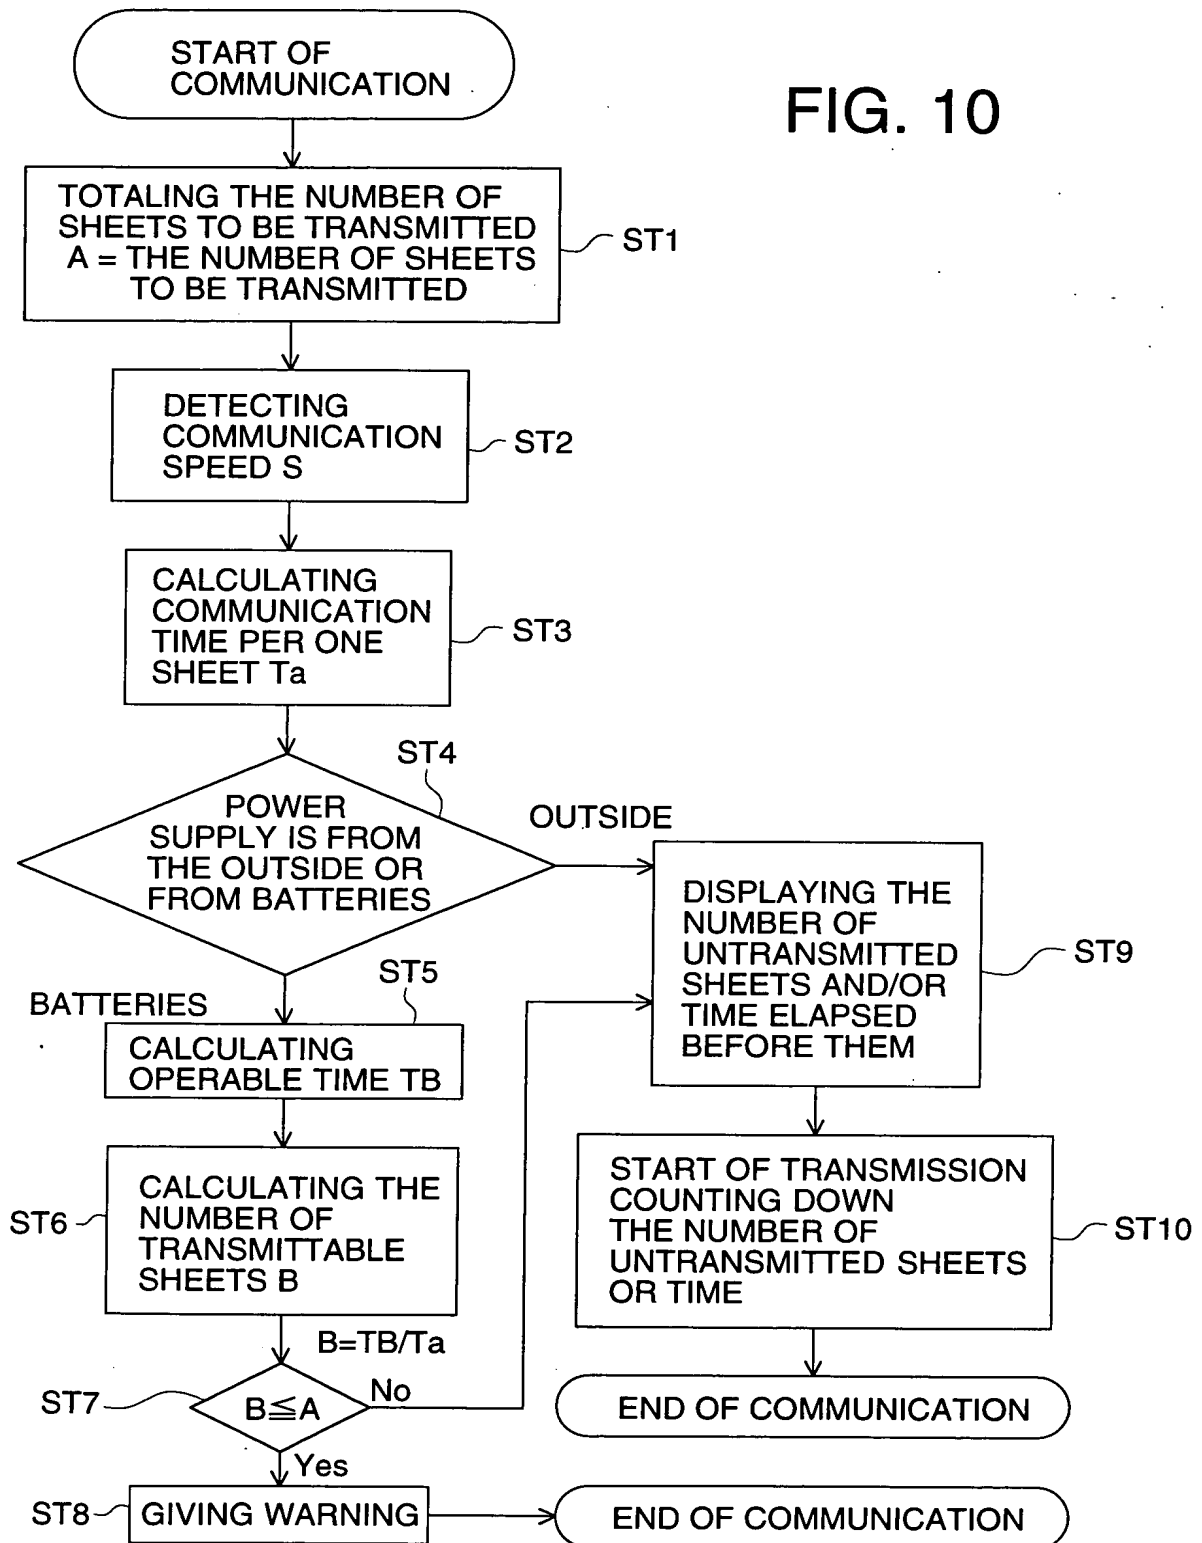 FIG. 10
START OF
COMMUNICATION
TOTALING THE NUMBER OF
SHEETS TO BE TRANSMITTED
A = THE NUMBER OF SHEETS
TO BE TRANSMITTED
ST1
DETECTING
COMMUNICATION
SPEED S
ST2
CALCULATING
COMMUNICATION
TIME PER ONE
SHEET Ta
ST3
ST4
POWER
SUPPLY IS FROM
THE OUTSIDE OR
FROM BATTERIES
OUTSIDE
BATTERIES
ST5
CALCULATING
OPERABLE TIME TB
ST6
CALCULATING THE
NUMBER OF
TRANSMITTABLE
SHEETS B
B=TB/Ta
ST7
B≦A
No
Yes
ST8
GIVING WARNING
END OF COMMUNICATION
DISPLAYING THE
NUMBER OF
UNTRANSMITTED
SHEETS AND/OR
TIME ELAPSED
BEFORE THEM
ST9
START OF TRANSMISSION
COUNTING DOWN
THE NUMBER OF
UNTRANSMITTED SHEETS
OR TIME
ST10
END OF COMMUNICATION